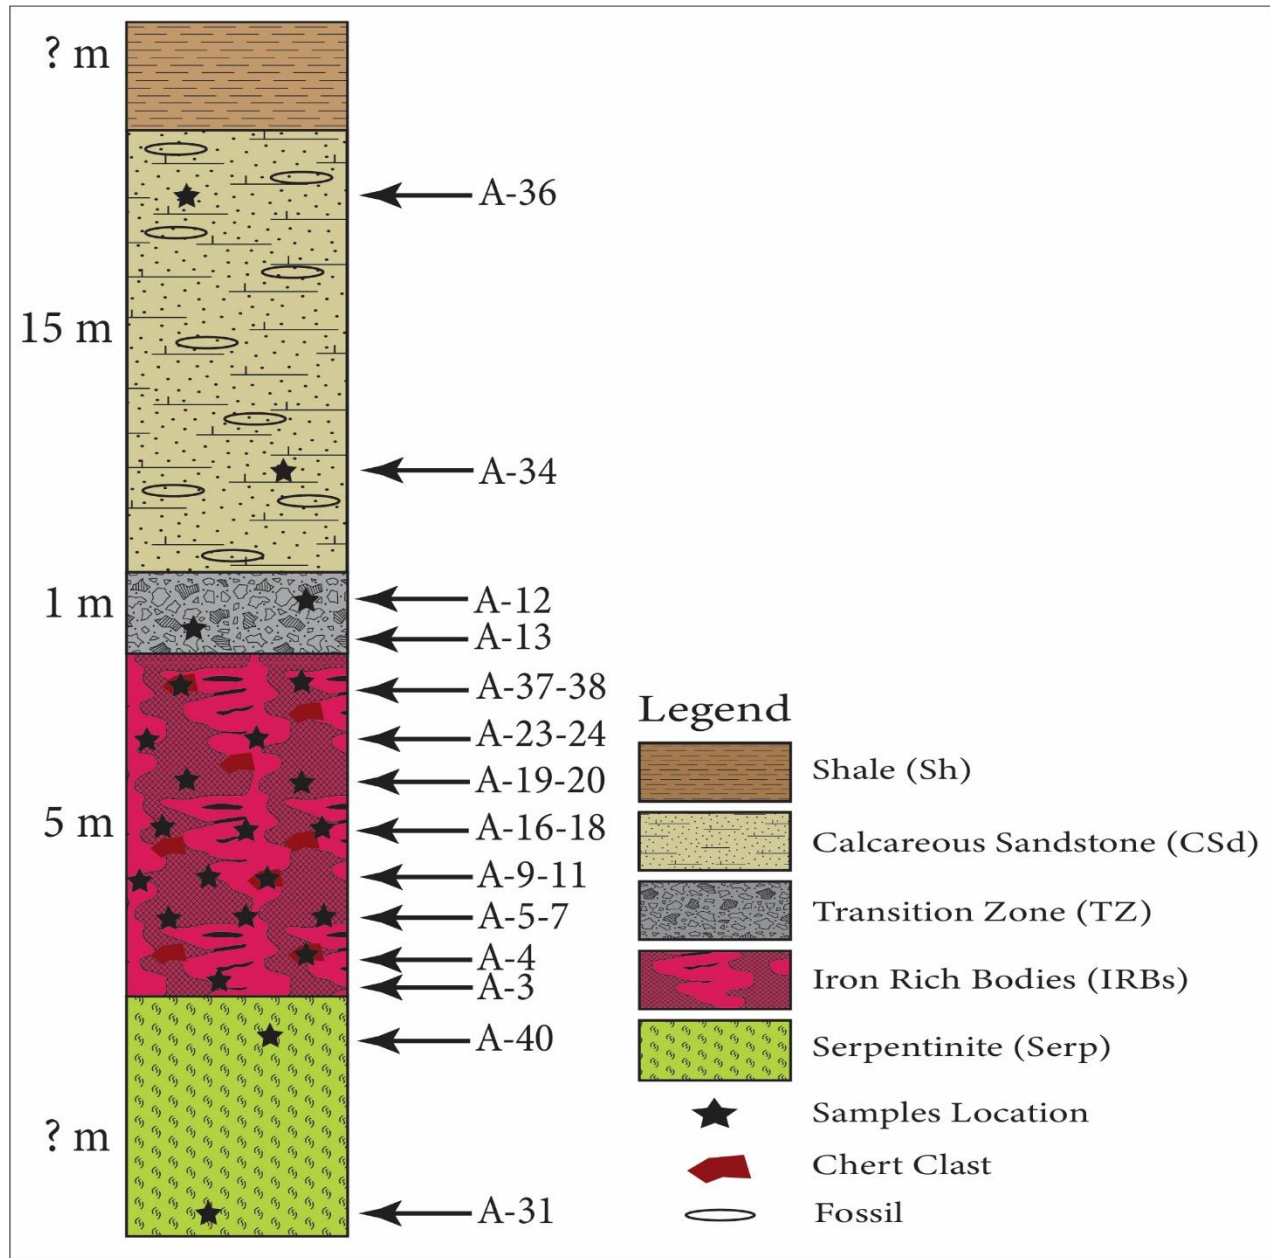 ? m
15 m
1 m
5 m
? m
A-36
A-34
A-12
A-13
A-37-38
A-23-24
A-19-20
A-16-18
A-9-11
A-5-7
A-4
A-3
A-40
A-31
Legend
Shale (Sh)
Calcareous Sandstone (CSd)
Transition Zone (TZ)
Iron Rich Bodies (IRBs)
Serpentinite (Serp)
Samples Location
Chert Clast
Fossil